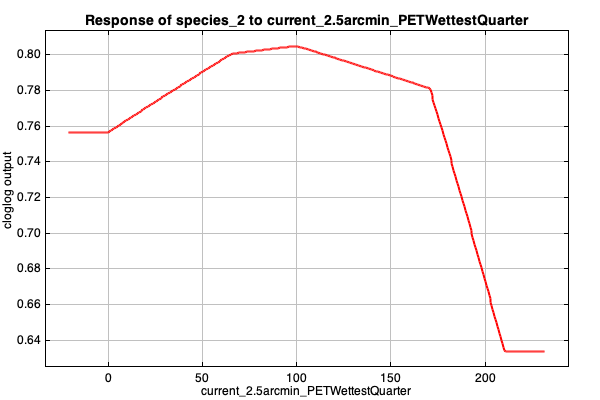 Response of species_2 to current_2.5arcmin_PETWettestQuarter
cloglog output
0.80
0.78
0.76
0.74
0.72
0.70
0.68
0.66
0.64
0 50 100 150 200
current_2.5arcmin_PETWettestQuarter